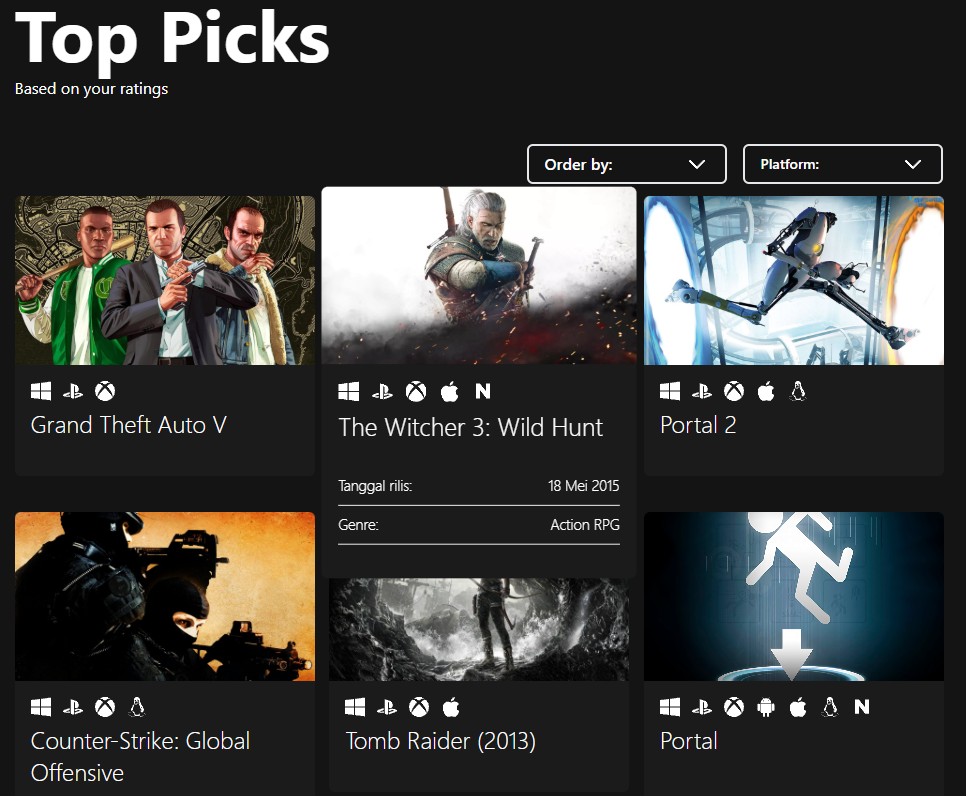 Top Picks
Based on your ratings
Order by:
Platform:
Grand Theft Auto V
The Witcher 3: Wild Hunt
Tanggal rilis: 18 Mei 2015
Genre: Action RPG
Portal 2
Counter-Strike: Global
Offensive
Tomb Raider (2013)
Portal